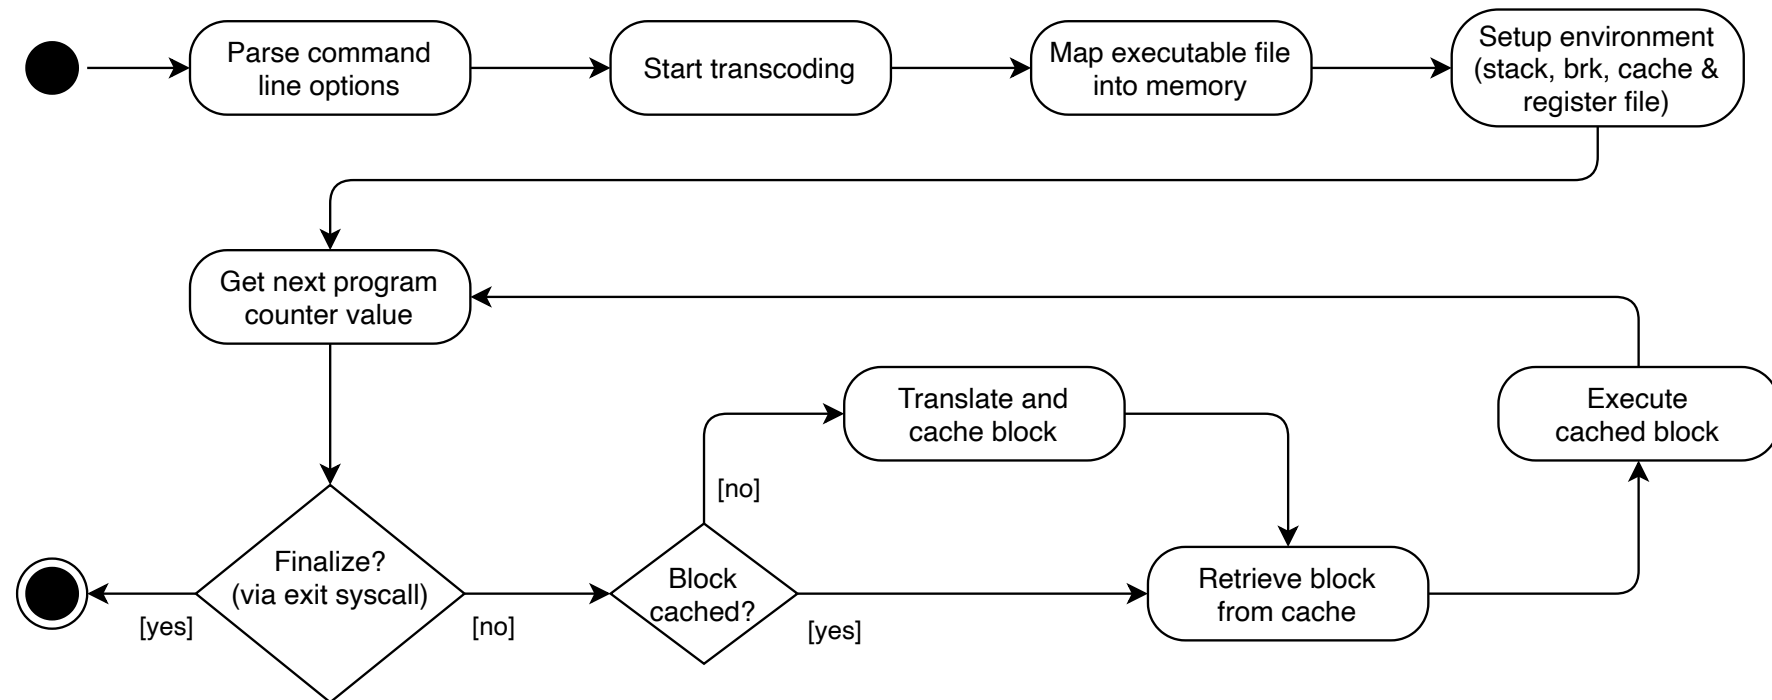 Parse command
line options
Start transcoding
Map executable file
into memory
Setup environment
(stack, brk, cache &
register file)
Get next program
counter value
Translate and
cache block
Execute
cached block
[no]
Finalize?
(via exit syscall)
[yes]
[no]
Block
cached?
[yes]
Retrieve block
from cache